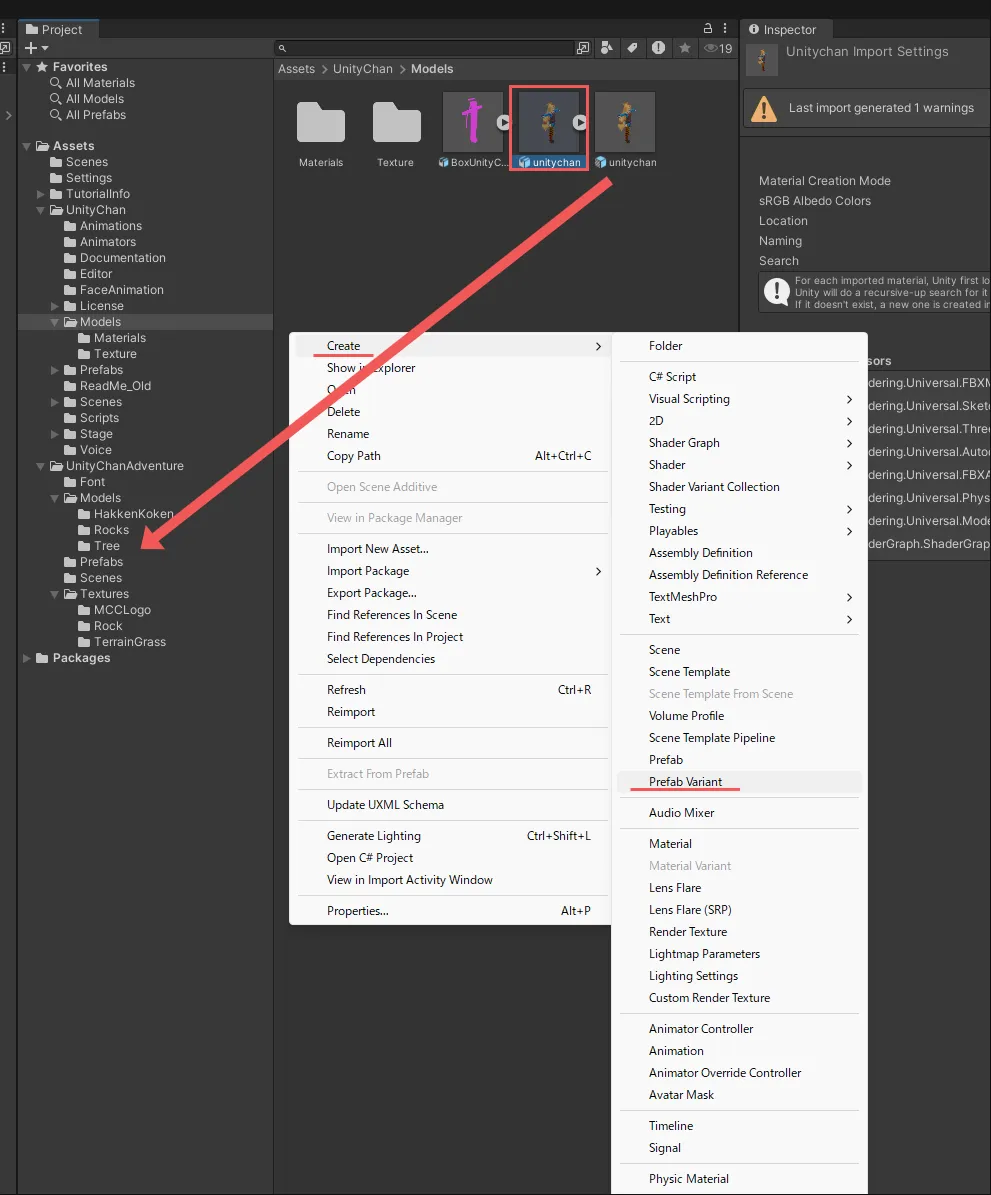 Project
19
Favorites
All Materials
All Models
All Prefabs
Assets
Scenes
Settings
TutorialInfo
UnityChan
Animations
Animators
Documentation
Editor
FaceAnimation
License
Models
Materials
Texture
Prefabs
ReadMe_Old
Scenes
Scripts
Stage
Voice
UnityChanAdventure
Font
Models
HakkenKoken
Rocks
Tree
Prefabs
Scenes
Textures
MCCLogo
Rock
TerrainGrass
Packages
Assets > UnityChan > Models
Materials
Texture
BoxUnityC...
unitychan
unitychan
Create
Show in Explorer
Open
Delete
Rename
Copy Path Alt+Ctrl+C
Open Scene Additive
View in Package Manager
Import New Asset...
Import Package
Export Package...
Find References In Scene
Find References In Project
Select Dependencies
Refresh Ctrl+R
Reimport
Reimport All
Extract From Prefab
Update UXML Schema
Generate Lighting Ctrl+Shift+L
Open C# Project
View in Import Activity Window
Properties... Alt+P
Folder
C# Script
Visual Scripting
2D
Shader Graph
Shader
Shader Variant Collection
Testing
Playables
Assembly Definition
Assembly Definition Reference
TextMeshPro
Text
Scene
Scene Template
Scene Template From Scene
Volume Profile
Scene Template Pipeline
Prefab
Prefab Variant
Audio Mixer
Material
Material Variant
Lens Flare
Lens Flare (SRP)
Render Texture
Lightmap Parameters
Lighting Settings
Custom Render Texture
Animator Controller
Animation
Animator Override Controller
Avatar Mask
Timeline
Signal
Physic Material
Inspector
Unitychan Import Settings
Last import generated 1 warnings
Material Creation Mode
sRGB Albedo Colors
Location
Naming
Search
For each imported material, Unity first lo
Unity will do a recursive-up search for it
If it doesn't exist, a new one is created in
sors
dering.Universal.FBXM
dering.Universal.Sket
dering.Universal.Thre
dering.Universal.Auto
dering.Universal.FBXA
dering.Universal.Phys
dering.Universal.Mode
derGraph.ShaderGrap